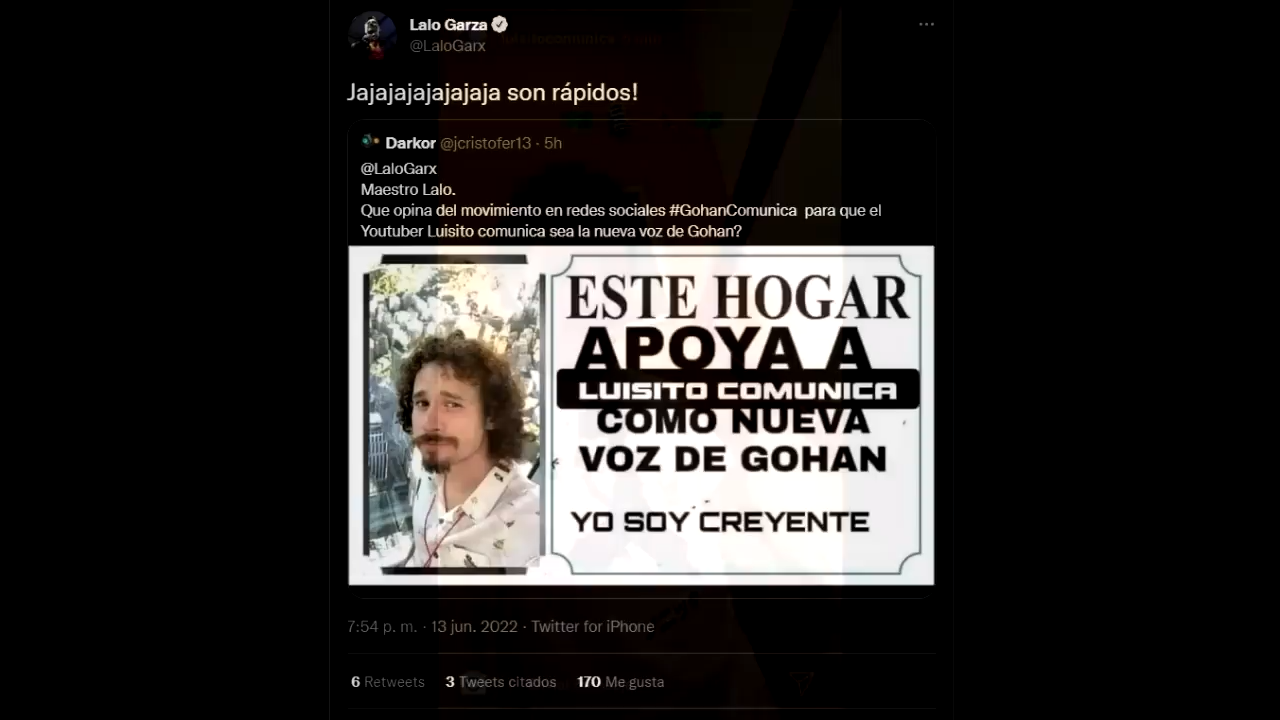 Lalo Garza
@LaloGarx
Jajajajajajajaja son rápidos!
Darkor @jcristofer13 · 5h
@LaloGarx
Maestro Lalo.
Que opina del movimiento en redes sociales #GohanComunica para que el
Youtuber Luisito comunica sea la nueva voz de Gohan?
ESTE HOGAR
APOYA A
LUISITO COMUNICA
COMO NUEVA
VOZ DE GOHAN
YO SOY CREYENTE
7:54 p. m. · 13 jun. 2022 · Twitter for iPhone
6 Retweets 3 Tweets citados 170 Me gusta